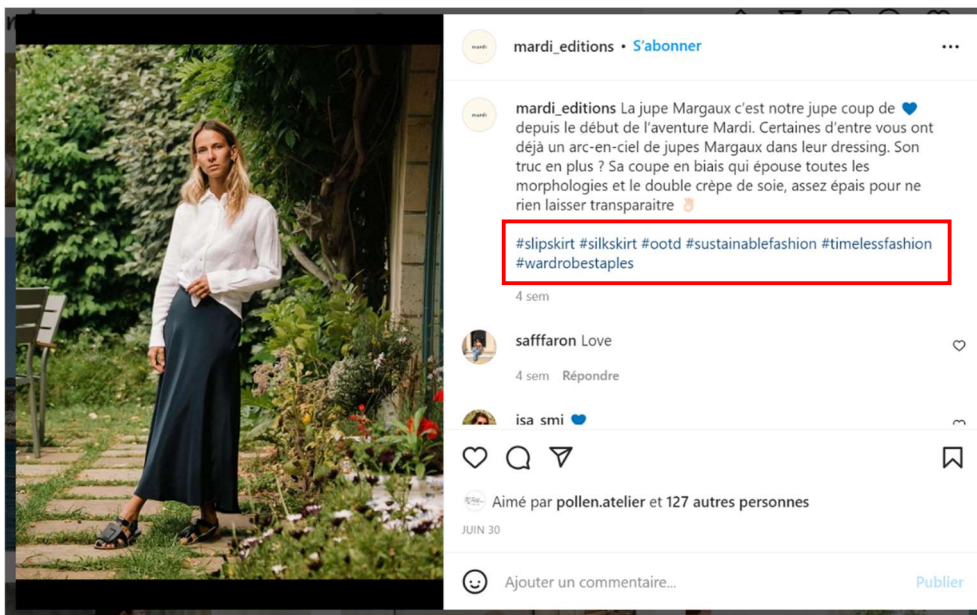 mardi_editions • S'abonner
mardi
mardi
mardi_editions La jupe Margaux c'est notre jupe coup de 💙
depuis le début de l'aventure Mardi. Certaines d'entre vous ont
déjà un arc-en-ciel de jupes Margaux dans leur dressing. Son
truc en plus ? Sa coupe en biais qui épouse toutes les
morphologies et le double crèpe de soie, assez épais pour ne
rien laisser transparaitre 👌🏻
#slipskirt #silkskirt #ootd #sustainablefashion #timelessfashion
#wardrobestaples
4 sem
safffaron Love
4 sem Répondre
isa_smi 💙
Aimé par pollen.atelier et 127 autres personnes
JUIN 30
Ajouter un commentaire...
Publier